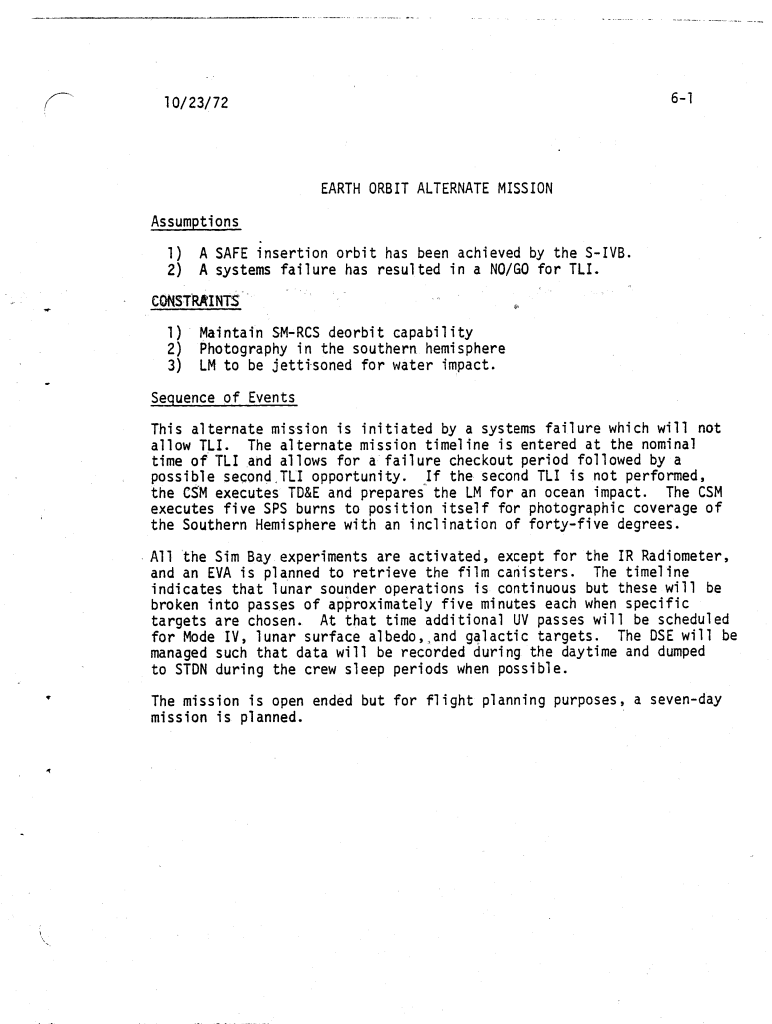 10/23/72
6-1
EARTH ORBIT ALTERNATE MISSION
Assumptions
1) A SAFE insertion orbit has been achieved by the S-IVB.
2) A systems failure has resulted in a NO/GO for TLI.
CONSTRAINTS
1) Maintain SM-RCS deorbit capability
2) Photography in the southern hemisphere
3) LM to be jettisoned for water impact.
Sequence of Events
This alternate mission is initiated by a systems failure which will not
allow TLI. The alternate mission timeline is entered at the nominal
time of TLI and allows for a failure checkout period followed by a
possible second TLI opportunity. If the second TLI is not performed,
the CSM executes TD&E and prepares the LM for an ocean impact. The CSM
executes five SPS burns to position itself for photographic coverage of
the Southern Hemisphere with an inclination of forty-five degrees.
All the Sim Bay experiments are activated, except for the IR Radiometer,
and an EVA is planned to retrieve the film canisters. The timeline
indicates that lunar sounder operations is continuous but these will be
broken into passes of approximately five minutes each when specific
targets are chosen. At that time additional UV passes will be scheduled
for Mode IV, lunar surface albedo, and galactic targets. The DSE will be
managed such that data will be recorded during the daytime and dumped
to STDN during the crew sleep periods when possible.
The mission is open ended but for flight planning purposes, a seven-day
mission is planned.